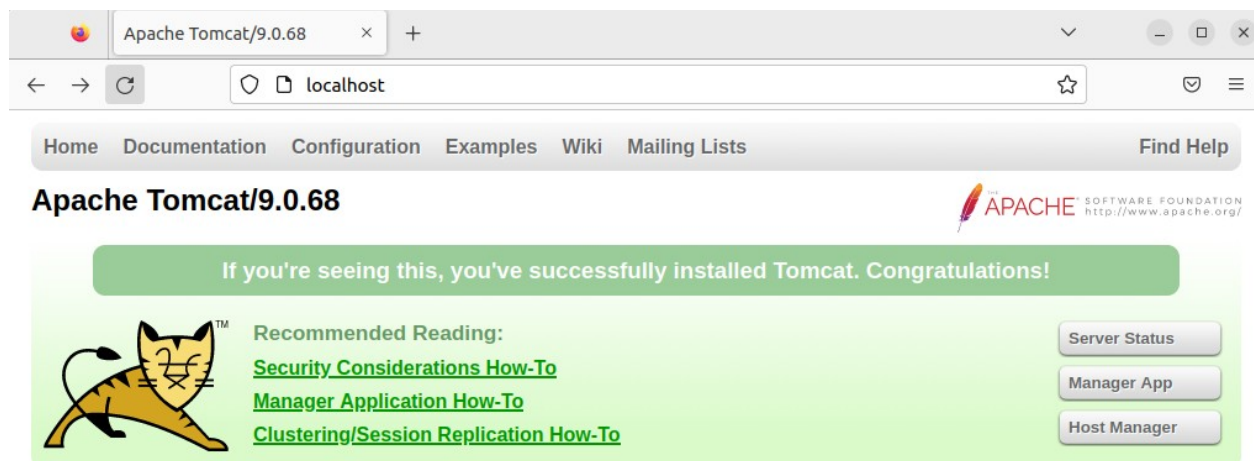 Apache Tomcat/9.0.68
localhost
Home Documentation Configuration Examples Wiki Mailing Lists Find Help
Apache Tomcat/9.0.68
THE
APACHE SOFTWARE FOUNDATION
http://www.apache.org/
If you're seeing this, you've successfully installed Tomcat. Congratulations!
TM
Recommended Reading:
Security Considerations How-To
Manager Application How-To
Clustering/Session Replication How-To
Server Status
Manager App
Host Manager